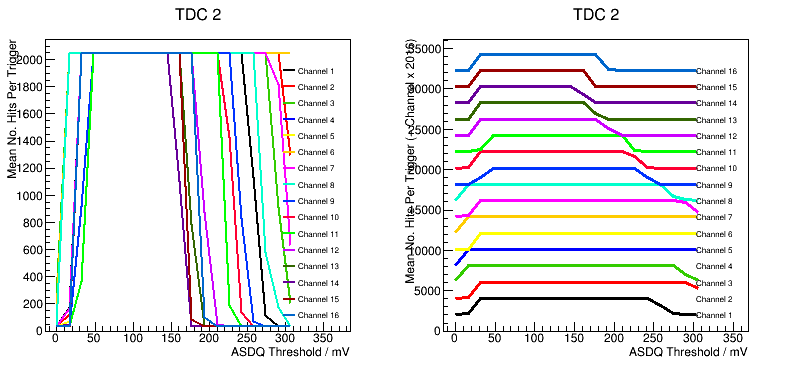 TDC 2
Mean No. Hits Per Trigger
2000
1800
1600
1400
1200
1000
800
600
400
200
0
0 50 100 150 200 250 300 350
ASDQ Threshold / mV
Channel 1
Channel 2
Channel 3
Channel 4
Channel 5
Channel 6
Channel 7
Channel 8
Channel 9
Channel 10
Channel 11
Channel 12
Channel 13
Channel 14
Channel 15
Channel 16
TDC 2
Mean No. Hits Per Trigger (+ Channel x 2016)
35000
30000
25000
20000
15000
10000
5000
0
0 50 100 150 200 250 300 350
ASDQ Threshold / mV
Channel 16
Channel 15
Channel 14
Channel 13
Channel 12
Channel 11
Channel 10
Channel 9
Channel 8
Channel 7
Channel 6
Channel 5
Channel 4
Channel 3
Channel 2
Channel 1